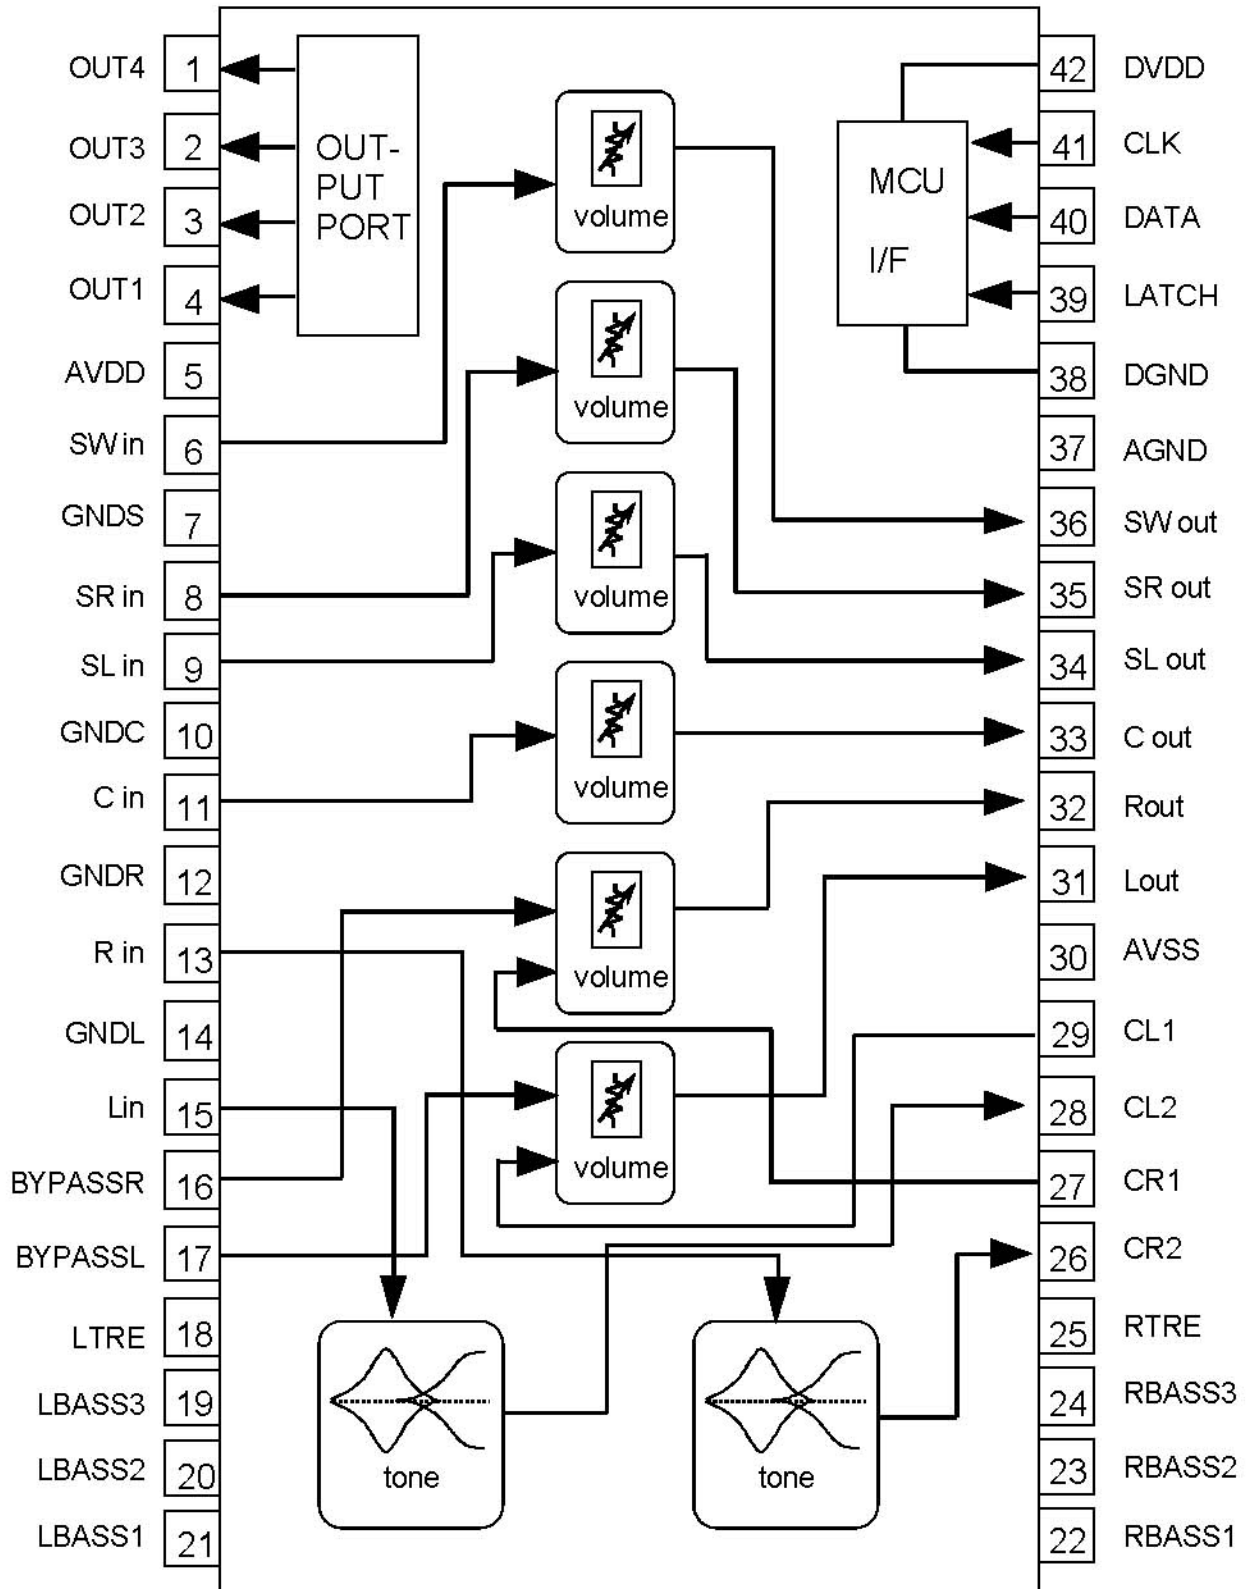 OUT4 1
OUT3 2
OUT2 3
OUT1 4
AVDD 5
SWin 6
GNDS 7
SR in 8
SL in 9
GNDC 10
C in 11
GNDR 12
R in 13
GNDL 14
Lin 15
BYPASSR 16
BYPASSL 17
LTRE 18
LBASS3 19
LBASS2 20
LBASS1 21
OUT-
PUT
PORT
volume
volume
volume
volume
volume
volume
tone
tone
MCU
I/F
42 DVDD
41 CLK
40 DATA
39 LATCH
38 DGND
37 AGND
36 SW out
35 SR out
34 SL out
33 C out
32 Rout
31 Lout
30 AVSS
29 CL1
28 CL2
27 CR1
26 CR2
25 RTRE
24 RBASS3
23 RBASS2
22 RBASS1